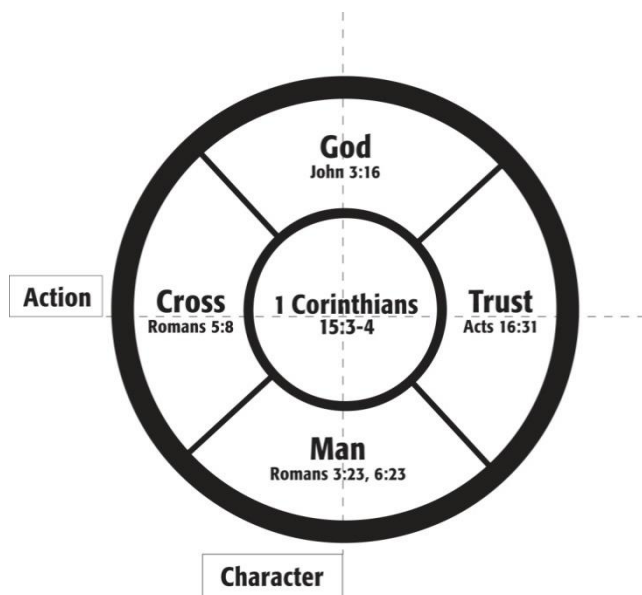 God
John 3:16
Action
Cross
Romans 5:8
1 Corinthians
15:3-4
Trust
Acts 16:31
Man
Romans 3:23, 6:23
Character